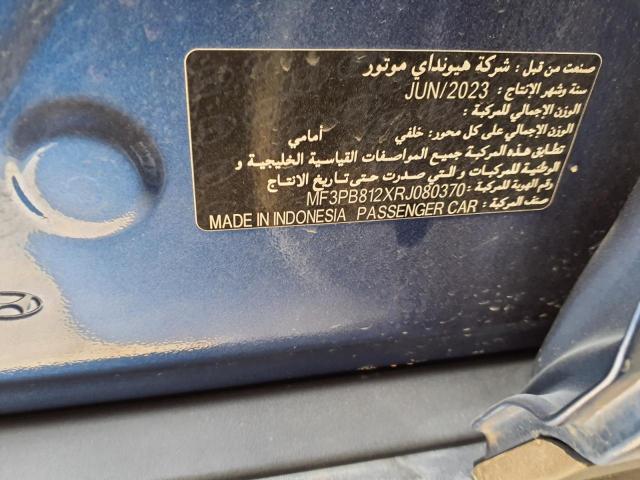 صنعت من قبل : شركة هيونداي موتور
سنة وشهر الإنتاج : JUN/2023
الوزن الإجمالي للمركبة :
الوزن الإجمالي على كل محور: خلفي أمامي
تطابق هذه المركبة جميع المواصفات القياسية الخليجية و
الوطنية للمركبات و التي صدرت حتى تاريخ الانتاج
رقم الهوية للمركبة : MF3PB812XRJ080370
صنف المركبة : MADE IN INDONESIA PASSENGER CAR